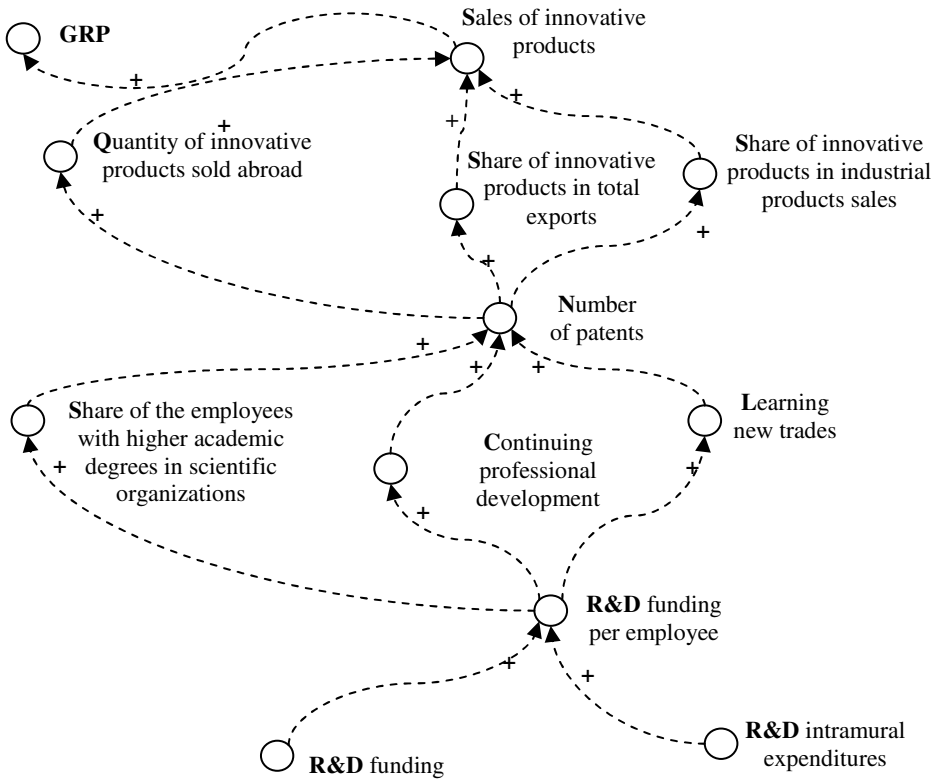 GRP
Sales of innovative
products
+
+
+
+
Quantity of innovative
products sold abroad
Share of innovative
products in total
exports
Share of innovative
products in industrial
products sales
+
+
+
Number
of patents
+
+
+
Share of the employees
with higher academic
degrees in scientific
organizations
Continuing
professional
development
Learning
new trades
+
+
+
R&D funding
per employee
+
+
R&D funding
R&D intramural
expenditures